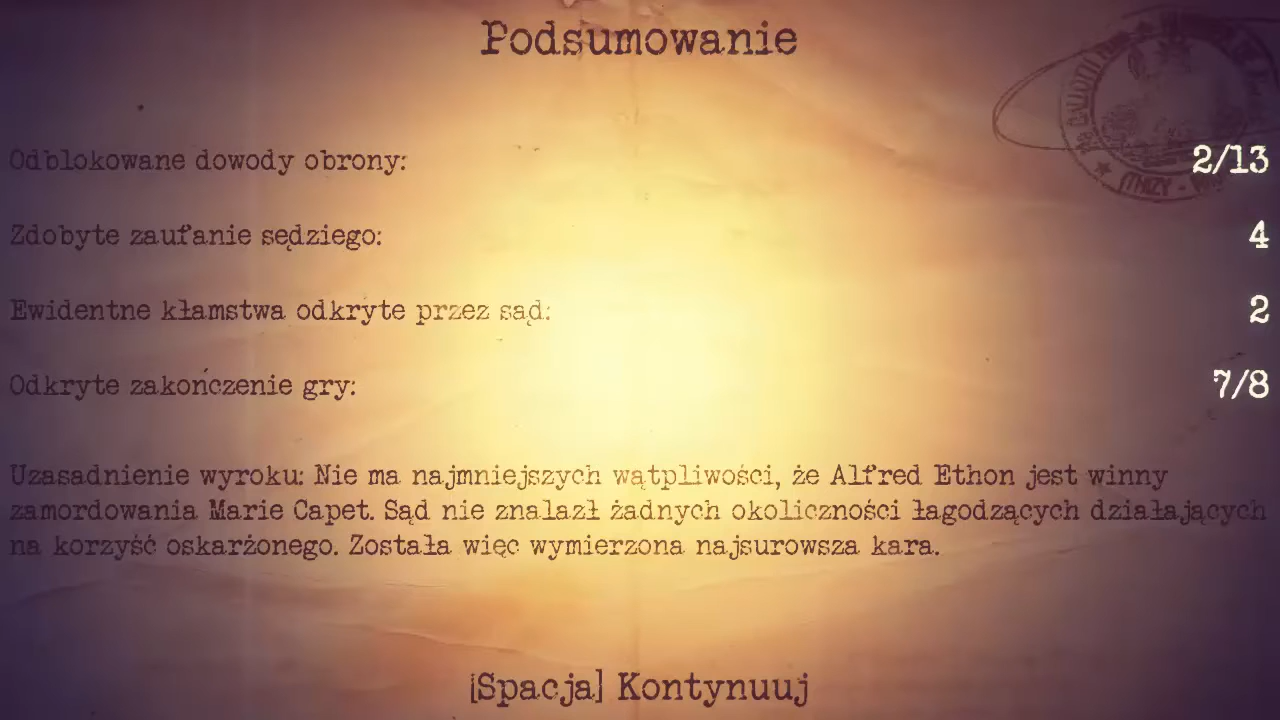 Podsumowanie
Odblokowane dowody obrony: 2/13
Zdobyte zaufanie sędziego: 4
Ewidentne kłamstwa odkryte przez sąd: 2
Odkryte zakończenie gry: 7/8
Uzasadnienie wyroku: Nie ma najmniejszych wątpliwości, że Alfred Ethon jest winny
zamordowania Marie Capet. Sąd nie znalazł żadnych okoliczności łagodzących działających
na korzyść oskarżonego. Została więc wymierzona najsurowsza kara.
[Spacja] Kontynuuj